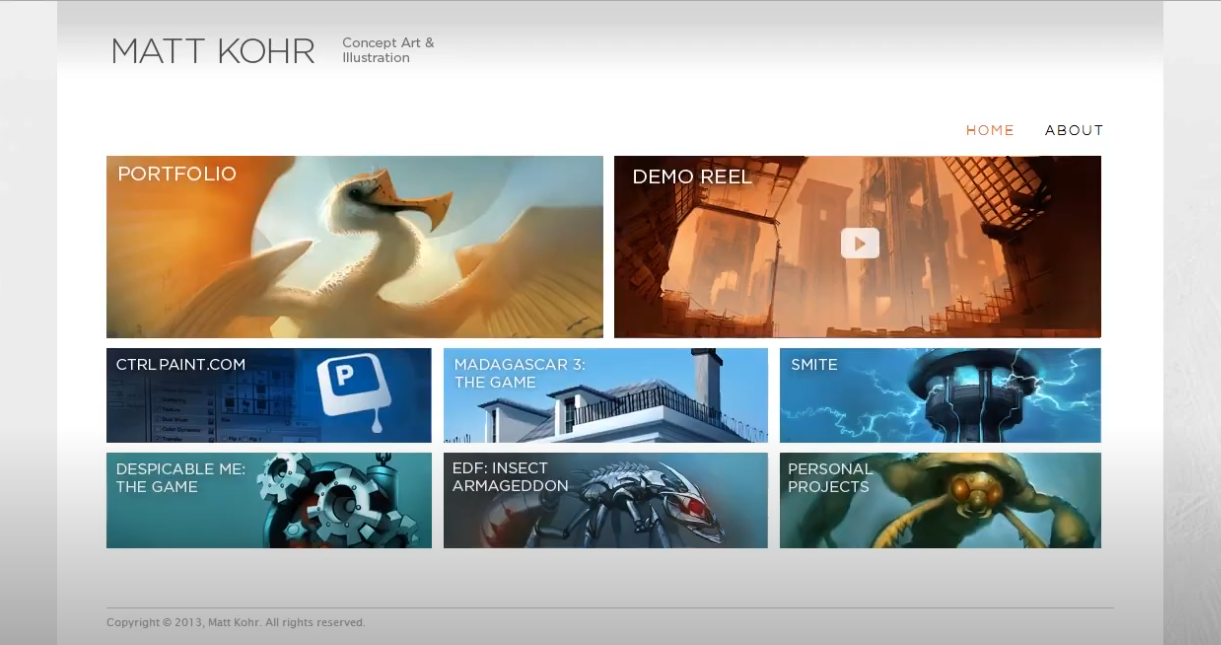 MATT KOHR
Concept Art &
Illustration
HOME ABOUT
PORTFOLIO
DEMO REEL
CTRLPAINT.COM
P
MADAGASCAR 3:
THE GAME
SMITE
DESPICABLE ME:
THE GAME
EDF: INSECT
ARMAGEDDON
PERSONAL
PROJECTS
Copyright © 2013, Matt Kohr. All rights reserved.